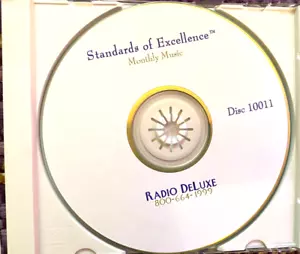 Standards of Excellence™
Monthly Music
Disc 10011
RADIO DELUXE
800-664-1999